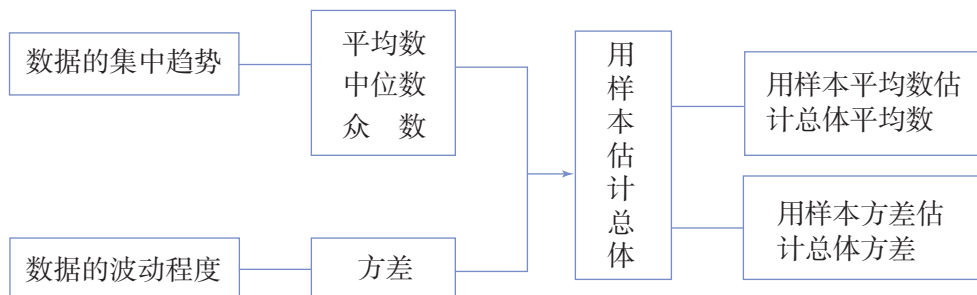 数据的集中趋势
平均数
中位数
众 数
数据的波动程度
方差
用样本估计总体
用样本平均数估
计总体平均数
用样本方差估
计总体方差